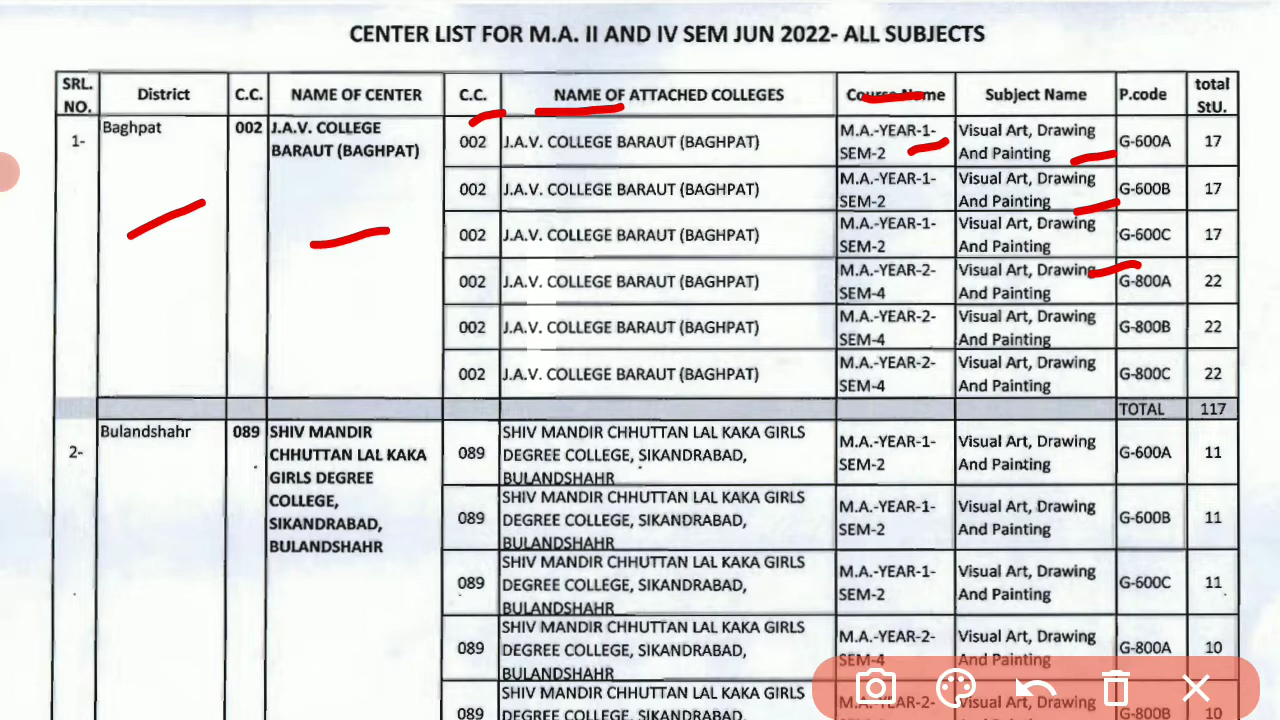 CENTER LIST FOR M.A. II AND IV SEM JUN 2022- ALL SUBJECTS
SRL. NO. District C.C. NAME OF CENTER C.C. NAME OF ATTACHED COLLEGES Course Name Subject Name P.code total StU.
1- Baghpat 002 J.A.V. COLLEGE BARAUT (BAGHPAT) 002 J.A.V. COLLEGE BARAUT (BAGHPAT) M.A.-YEAR-1-SEM-2 Visual Art, Drawing And Painting G-600A 17
002 J.A.V. COLLEGE BARAUT (BAGHPAT) M.A.-YEAR-1-SEM-2 Visual Art, Drawing And Painting G-600B 17
002 J.A.V. COLLEGE BARAUT (BAGHPAT) M.A.-YEAR-1-SEM-2 Visual Art, Drawing And Painting G-600C 17
002 J.A.V. COLLEGE BARAUT (BAGHPAT) M.A.-YEAR-2-SEM-4 Visual Art, Drawing And Painting G-800A 22
002 J.A.V. COLLEGE BARAUT (BAGHPAT) M.A.-YEAR-2-SEM-4 Visual Art, Drawing And Painting G-800B 22
002 J.A.V. COLLEGE BARAUT (BAGHPAT) M.A.-YEAR-2-SEM-4 Visual Art, Drawing And Painting G-800C 22
TOTAL 117
2- Bulandshahr 089 SHIV MANDIR CHHUTTAN LAL KAKA GIRLS DEGREE COLLEGE, SIKANDRABAD, BULANDSHAHR 089 SHIV MANDIR CHHUTTAN LAL KAKA GIRLS DEGREE COLLEGE, SIKANDRABAD, BULANDSHAHR M.A.-YEAR-1-SEM-2 Visual Art, Drawing And Painting G-600A 11
089 SHIV MANDIR CHHUTTAN LAL KAKA GIRLS DEGREE COLLEGE, SIKANDRABAD, BULANDSHAHR M.A.-YEAR-1-SEM-2 Visual Art, Drawing And Painting G-600B 11
089 SHIV MANDIR CHHUTTAN LAL KAKA GIRLS DEGREE COLLEGE, SIKANDRABAD, BULANDSHAHR M.A.-YEAR-1-SEM-2 Visual Art, Drawing And Painting G-600C 11
089 SHIV MANDIR CHHUTTAN LAL KAKA GIRLS DEGREE COLLEGE, SIKANDRABAD, BULANDSHAHR M.A.-YEAR-2-SEM-4 Visual Art, Drawing And Painting G-800A 10
089 SHIV MANDIR CHHUTTAN LAL KAKA GIRLS DEGREE COLLEGE, SIKANDRABAD, M.A.-YEAR-2- Visual Art, Drawing G-800B 10